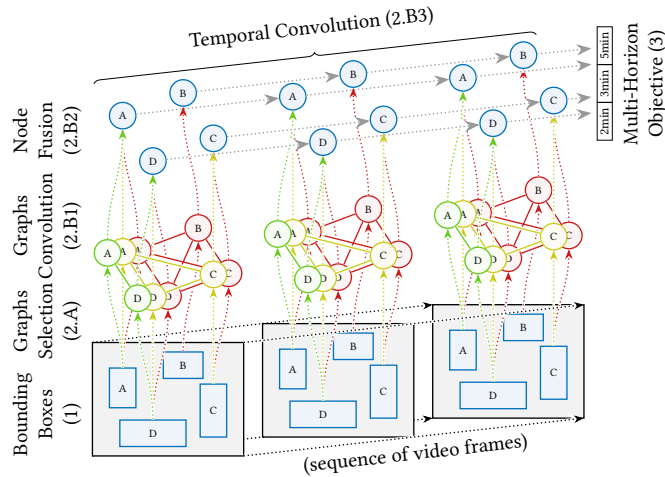 Temporal Convolution (2.B3)
5min
3min
2min
Multi-Horizon
Objective (3)
Node
Fusion
(2.B2)
B
A
C
D
B
A
C
D
B
A
C
D
Graphs
Convolution
(2.B1)
A
A
A
B
C
C
D
D
D
A
A
A
B
C
C
D
D
D
A
A
A
B
C
C
D
D
D
Graphs
Selection
(2.A)
Bounding
Boxes
(1)
A
B
C
D
A
B
C
D
A
B
C
D
(sequence of video frames)